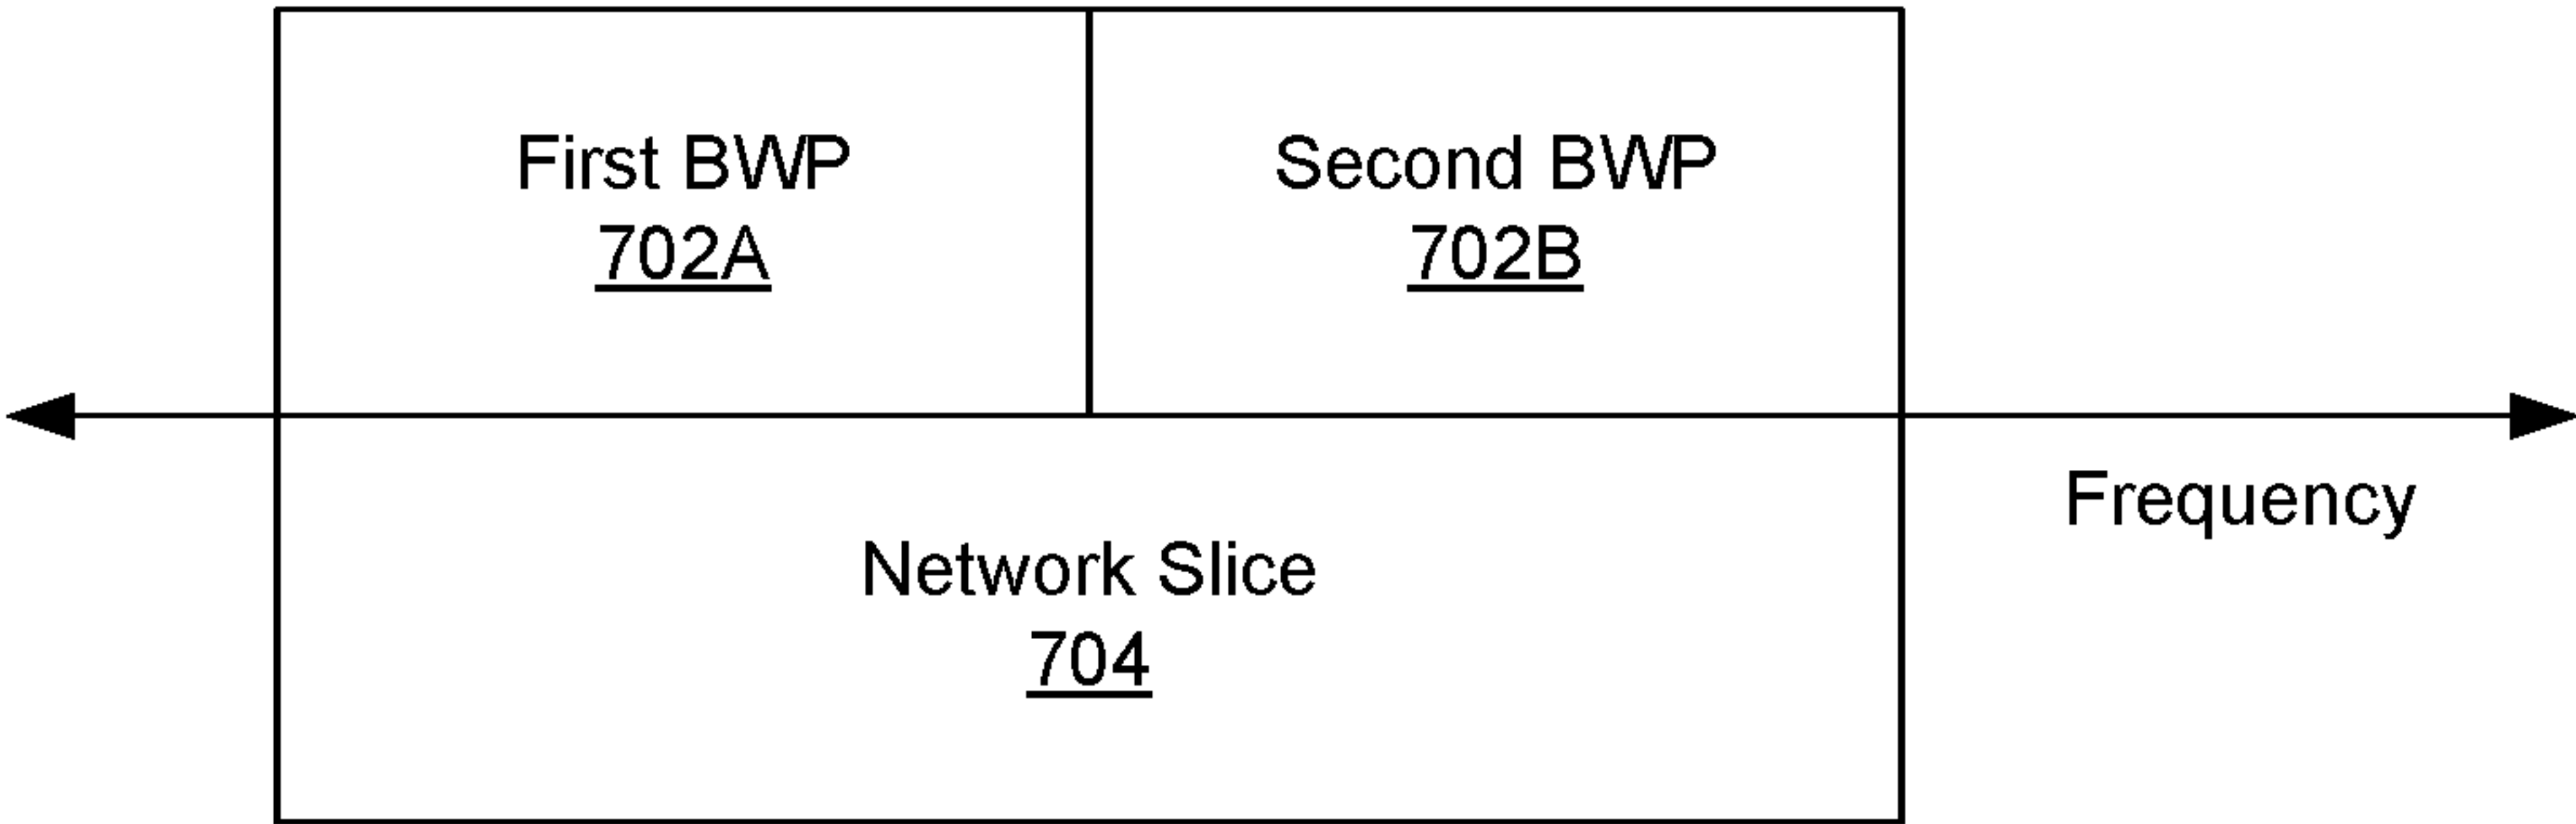 First BWP
702A
Second BWP
702B
Frequency
Network Slice
704